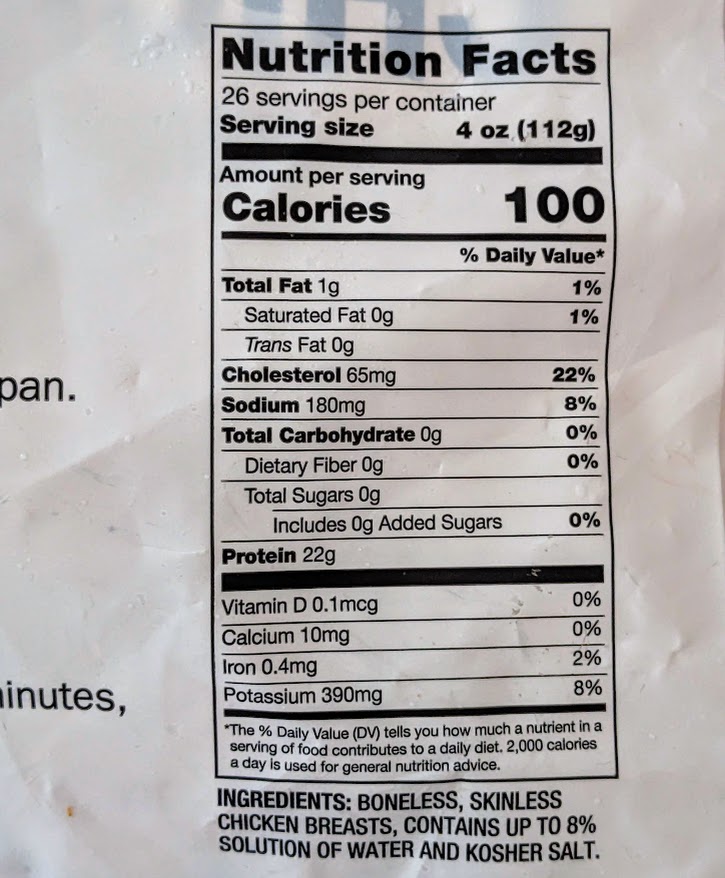 Nutrition Facts
26 servings per container
Serving size 4 oz (112g)
Amount per serving
Calories 100
% Daily Value*
Total Fat 1g 1%
Saturated Fat 0g 1%
Trans Fat 0g
Cholesterol 65mg 22%
Sodium 180mg 8%
Total Carbohydrate 0g 0%
Dietary Fiber 0g 0%
Total Sugars 0g
Includes 0g Added Sugars 0%
Protein 22g
Vitamin D 0.1mcg 0%
Calcium 10mg 0%
Iron 0.4mg 2%
Potassium 390mg 8%
*The % Daily Value (DV) tells you how much a nutrient in a
serving of food contributes to a daily diet. 2,000 calories
a day is used for general nutrition advice.
INGREDIENTS: BONELESS, SKINLESS
CHICKEN BREASTS, CONTAINS UP TO 8%
SOLUTION OF WATER AND KOSHER SALT.
pan.